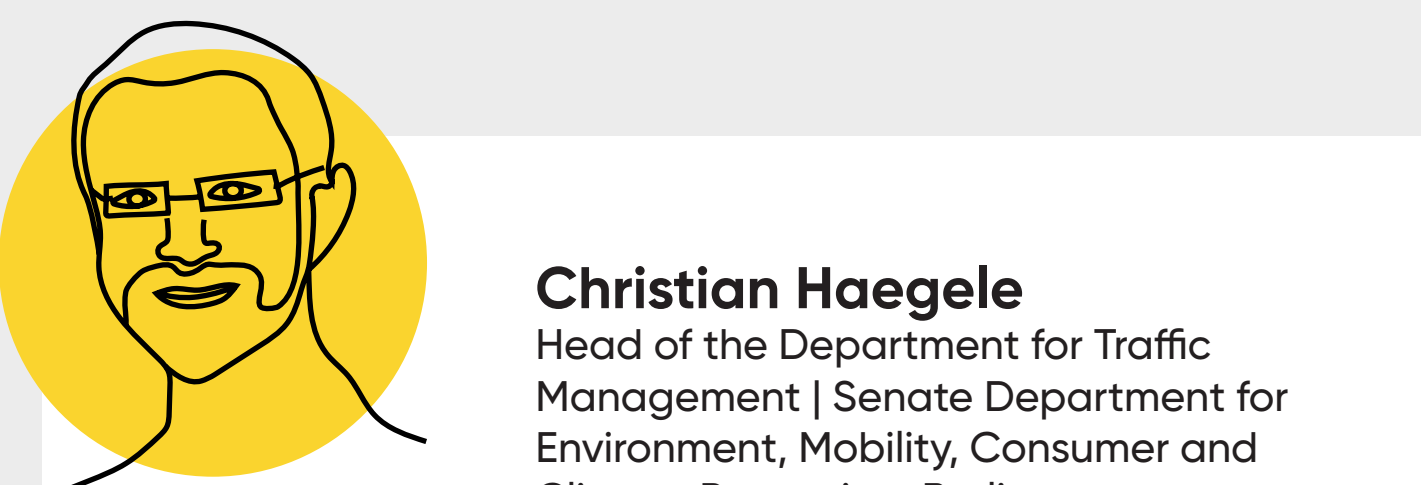 Christian Haegele
Head of the Department for Traffic
Management | Senate Department for
Environment, Mobility, Consumer and